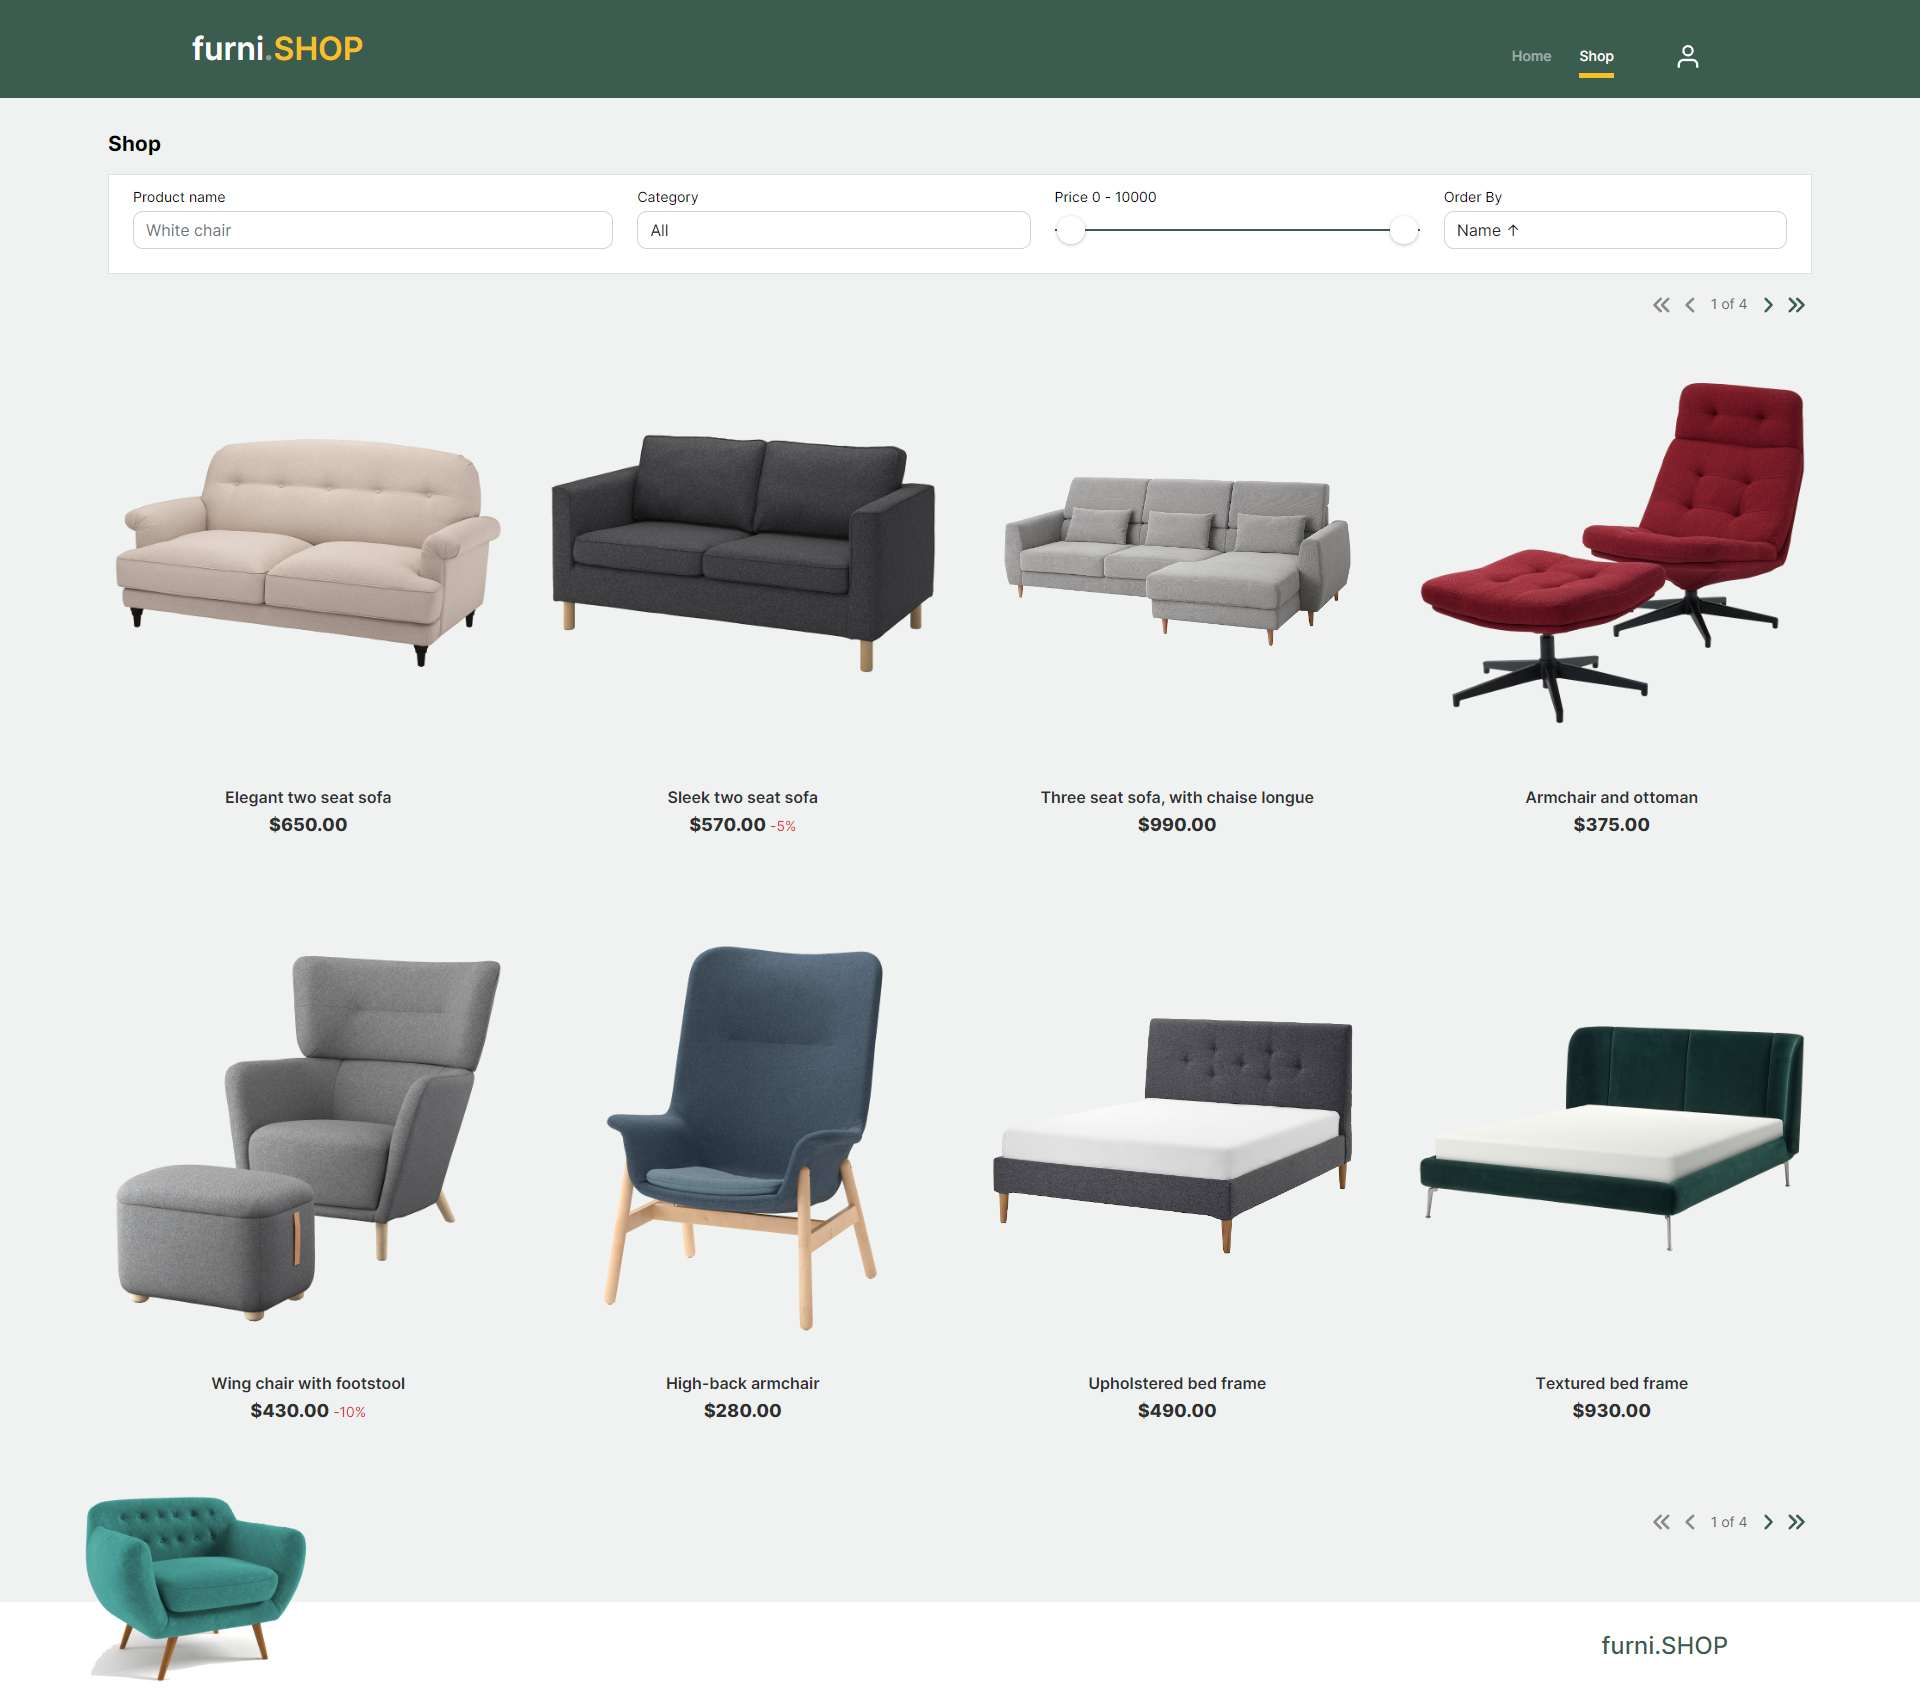 furni.SHOP
Home
Shop
Shop
Product name
Category
Price 0 - 10000
Order By
White chair
All
Name ↑
1 of 4
Elegant two seat sofa
$650.00
Sleek two seat sofa
$570.00 -5%
Three seat sofa, with chaise longue
$990.00
Armchair and ottoman
$375.00
Wing chair with footstool
$430.00 -10%
High-back armchair
$280.00
Upholstered bed frame
$490.00
Textured bed frame
$930.00
1 of 4
furni.SHOP